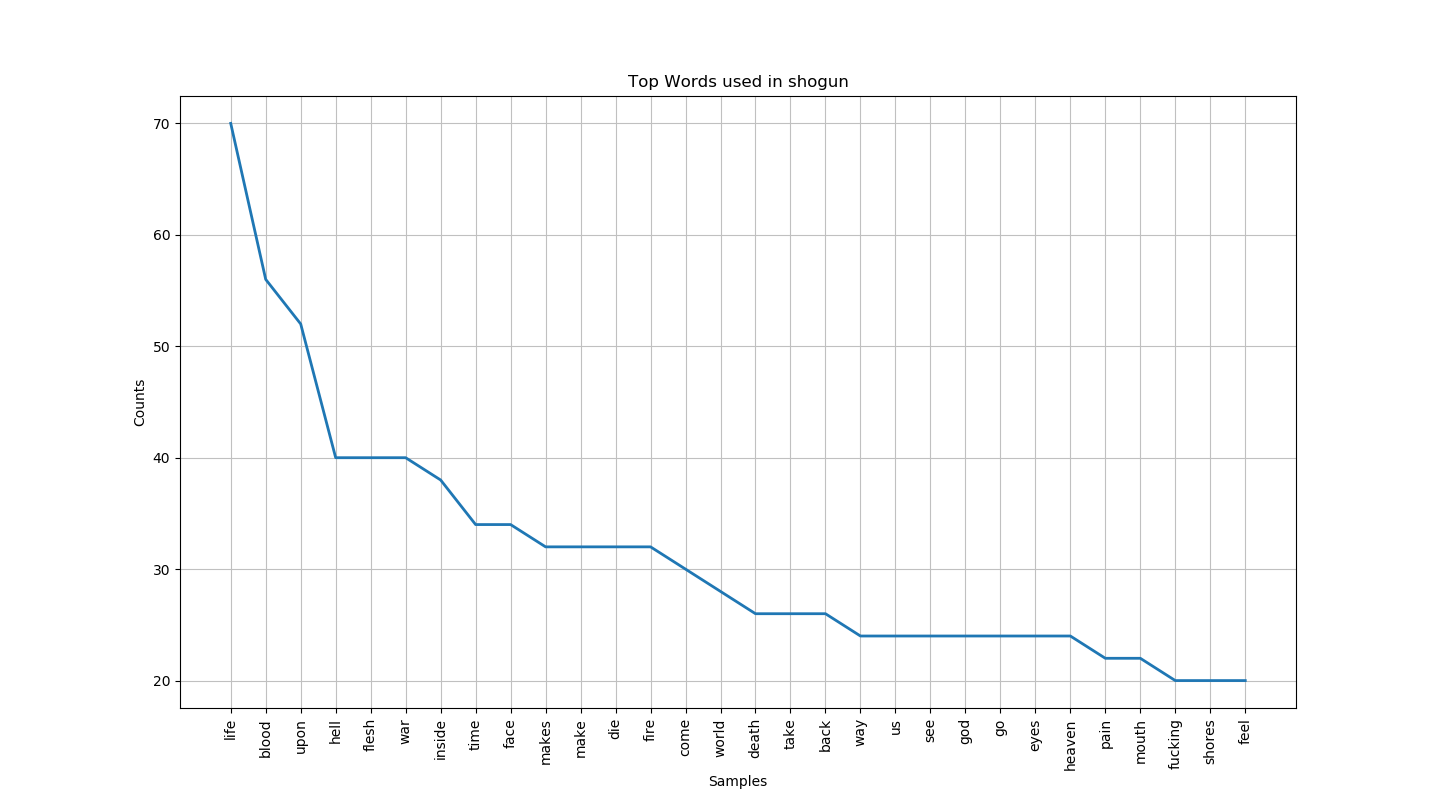 Top Words used in shogun
70
60
50
40
30
20
Counts
life
blood
upon
hell
flesh
war
inside
time
face
makes
make
die
fire
come
world
death
take
back
way
us
see
god
go
eyes
heaven
pain
mouth
fucking
shores
feel
Samples